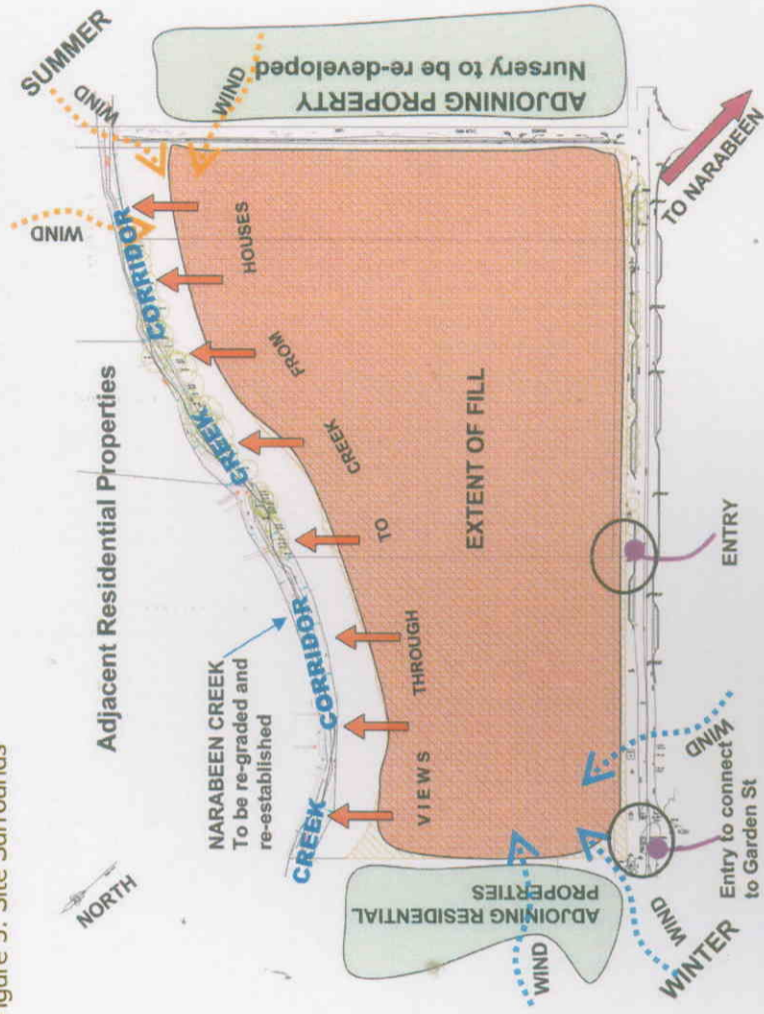 Figure 5: Site Surrounds
SUMMER
WIND
WIND
WIND
NORTH
Adjacent Residential Properties
NARABEEN CREEK
To be re-graded and
re-established
CREEK CORRIDOR CREEK CORRIDOR
VIEWS THROUGH TO CREEK FROM HOUSES
ADJOINING PROPERTY
Nursery to be re-developed
ADJOINING RESIDENTIAL
PROPERTIES
EXTENT OF FILL
WIND
WIND
WIND
WINTER
Entry to connect
to Garden St
ENTRY
TO NARABEEN